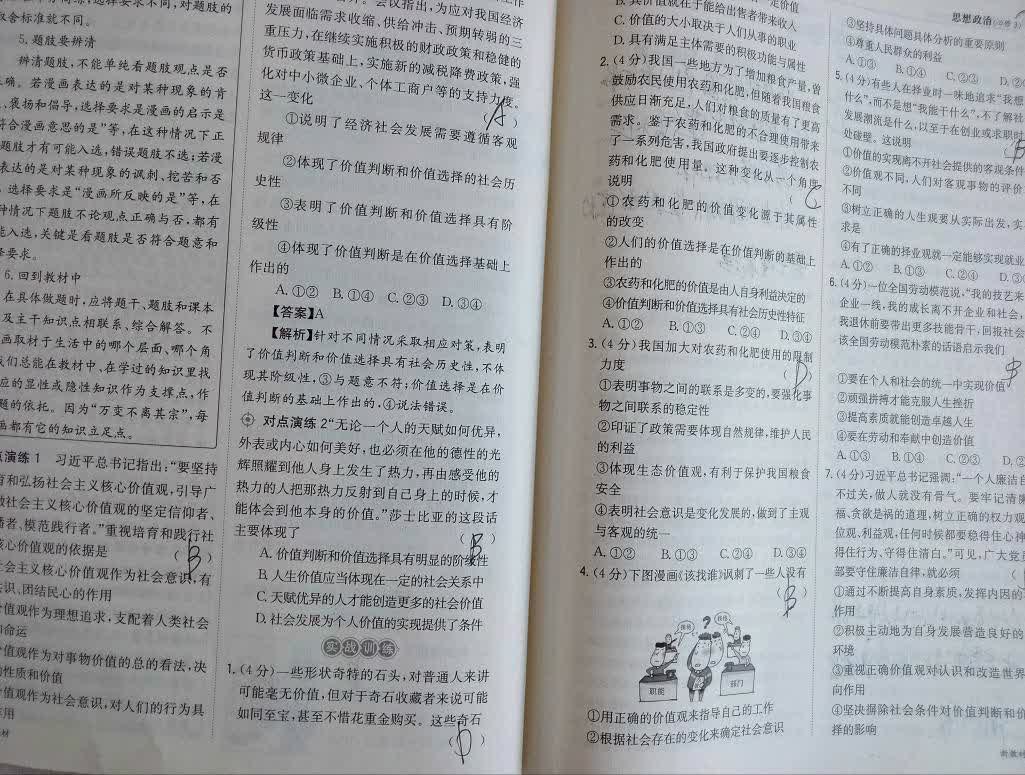 选择要求不同,对题肢的
取舍标准就不同。
5.题肢要辨清
辨清题肢,不能单纯看题肢观点是否
正确。若漫画表达的是对某种现象的肯
、褒扬和倡导,选择要求是漫画的启示是
符合漫画意思的是”等,在这种情况下正
题肢才有可能入选,错误题肢不选;若漫
表达的是对某种现象的讽刺、挖苦和否
,选择要求是“漫画所反映的是”等,在
种情况下题肢不论观点正确与否,都有
能入选,关键是看题肢是否符合题意和
择要求。
6.回到教材中
在具体做题时,应将题干、题肢和课本
及主干知识点相联系、综合解答。不
画取材于生活中的哪个层面、哪个角
我们总能在教材中、在学过的知识里找
应的显性或隐性知识作为支撑点,作
题的依托。因为“万变不离其宗”,每
画都有它的知识立足点。
点演练 1 习近平总书记指出:“要坚持
育和弘扬社会主义核心价值观,引导广
做社会主义核心价值观的坚定信仰者、
播者、模范践行者。”重视培育和践行社
核心价值观的依据是 ( B )
社会主义核心价值观作为社会意识,有
共识、团结民心的作用
价值观作为理想追求,支配着人类社会
的命运
价值观作为对事物价值的总的看法,决
的性质和价值
价值观作为社会意识,对人们的行为具
作用
会议指出,为应对我国经济
发展面临需求收缩、供给冲击、预期转弱的三
重压力,在继续实施积极的财政政策和稳健的
货币政策基础上,实施新的减税降费政策,强
化对中小微企业、个体工商户等的支持力度。
这一变化 ( A )
①说明了经济社会发展需要遵循客观
规律
②体现了价值判断和价值选择的社会历
史性
③表明了价值判断和价值选择具有阶
级性
④体现了价值判断是在价值选择基础上
作出的
A.①② B.①④ C.②③ D.③④
【答案】A
【解析】针对不同情况采取相应对策,表明
了价值判断和价值选择具有社会历史性,不体
现其阶级性,③与题意不符;价值选择是在价
值判断的基础上作出的,④说法错误。
对点演练 2“无论一个人的天赋如何优异,
外表或内心如何美好,也必须在他的德性的光
辉照耀到他人身上发生了热力,再由感受他的
热力的人把那热力反射到自己身上的时候,才
能体会到他本身的价值。”莎士比亚的这段话
主要体现了 ( B )
A.价值判断和价值选择具有明显的阶级性
B.人生价值应当体现在一定的社会关系中
C.天赋优异的人才能创造更多的社会价值
D.社会发展为个人价值的实现提供了条件
实战训练
1.(4 分)一些形状奇特的石头,对普通人来讲
可能毫无价值,但对于奇石收藏者来说可能
如同至宝,甚至不惜花重金购买。这些奇石
( D )
B.其价值就在于能给出售者带来收入
C.价值的大小取决于人们从事的职业
D.具有满足主体需要的积极功能与属性
2.(4 分)我国一些地方为了增加粮食产量,曾
鼓励农民使用农药和化肥,但随着我国粮食
供应日渐充足,人们对粮食的质量有了更高
需求。鉴于农药和化肥的不合理使用带来
了一系列危害,我国政府提出要逐步控制农
药和化肥使用量。这种变化从一个角度
说明 ( C )
①农药和化肥的价值变化源于其属性
的改变
②人们的价值选择是在价值判断的基础上
作出的
③农药和化肥的价值是由人自身利益决定的
④价值判断和价值选择具有社会历史性特征
A.①② B.①③ C.②④ D.③④
3.(4 分)我国加大对农药和化肥使用的限制
力度 ( D )
①表明事物之间的联系是多变的,要强化事
物之间联系的稳定性
②印证了政策需要体现自然规律,维护人民
的利益
③体现生态价值观,有利于保护我国粮食
安全
④表明社会意识是变化发展的,做到了主观
与客观的统一
A.①② B.①③ C.②④ D.③④
4.(4 分)下图漫画《该找谁》讽刺了一些人没有
( B )
找他
?
找他
职能
部门
①用正确的价值观来指导自己的工作
②根据社会存在的变化来确定社会意识
思想政治(必修 3)
③坚持具体问题具体分析的重要原则
④尊重人民群众的利益
A.①③ B.①④ C.②③ D.②
5.(4 分)有些人在择业时一味地追求“我想
什么”,而不是想“我能干什么”,不了解社
发展潮流是什么,以至于在创业或求职时
处碰壁。这说明 ( B
①价值的实现离不开社会提供的客观条件
②价值观不同,人们对客观事物的评价
不同
③树立正确的人生观要从实际出发,实
求是
④有了正确的择业观就一定能够实现就业
A.①② B.①③ C.②④ D.③
6.(4 分)一位全国劳动模范说,“我的技艺来
企业一线,我的成长离不开企业和社会,
我退休前要带出更多技能骨干,回报社会
该全国劳动模范朴素的话语启示我们
B
①要在个人和社会的统一中实现价值
②顽强拼搏才能克服人生挫折
③提高素质就能创造卓越人生
④要在劳动和奉献中创造价值
A.①③ B.①④ C.②③ D.②
7.(4 分)习近平总书记强调:“一个人廉洁自
不过关,做人就没有骨气。要牢记清廉
福、贪欲是祸的道理,树立正确的权力观
位观、利益观,任何时候都要稳得住心神
得住行为、守得住清白。”可见,广大党员
部要守住廉洁自律,就必须 (
①通过不断提高自身素质,发挥内因的
作用
②积极主动地为自身发展营造良好的
环境
③重视正确价值观对认识和改造世界
向作用
④坚决摒除社会条件对价值判断和价
择的影响
新教材